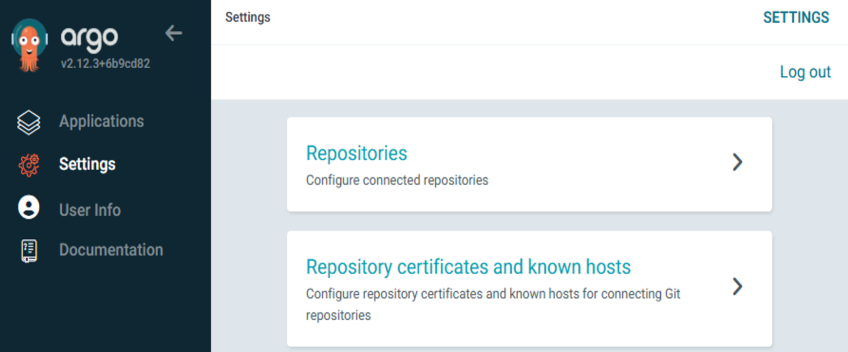 argo
v2.12.3+6b9cd82
Applications
Settings
User Info
Documentation
Settings
SETTINGS
Log out
Repositories
Configure connected repositories
Repository certificates and known hosts
Configure repository certificates and known hosts for connecting Git
repositories